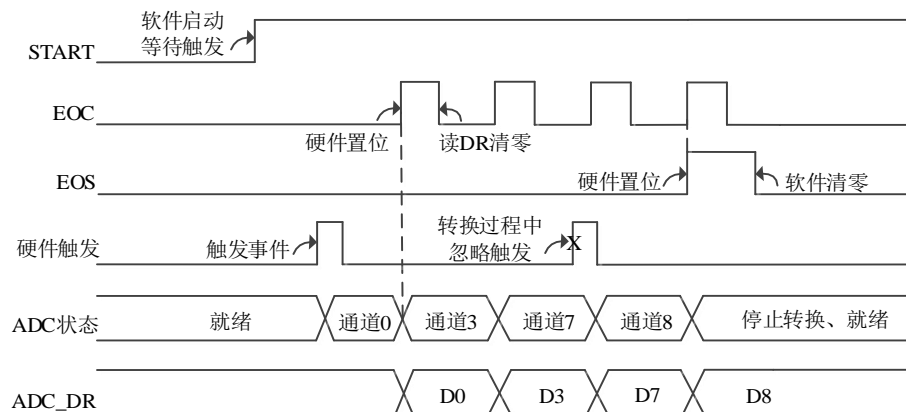 软件启动
等待触发
START
EOC
硬件置位
读DR清零
EOS
硬件置位
软件清零
硬件触发
触发事件
转换过程中
忽略触发
X
ADC状态
就绪
通道0
通道3
通道7
通道8
停止转换、就绪
ADC_DR
D0
D3
D7
D8